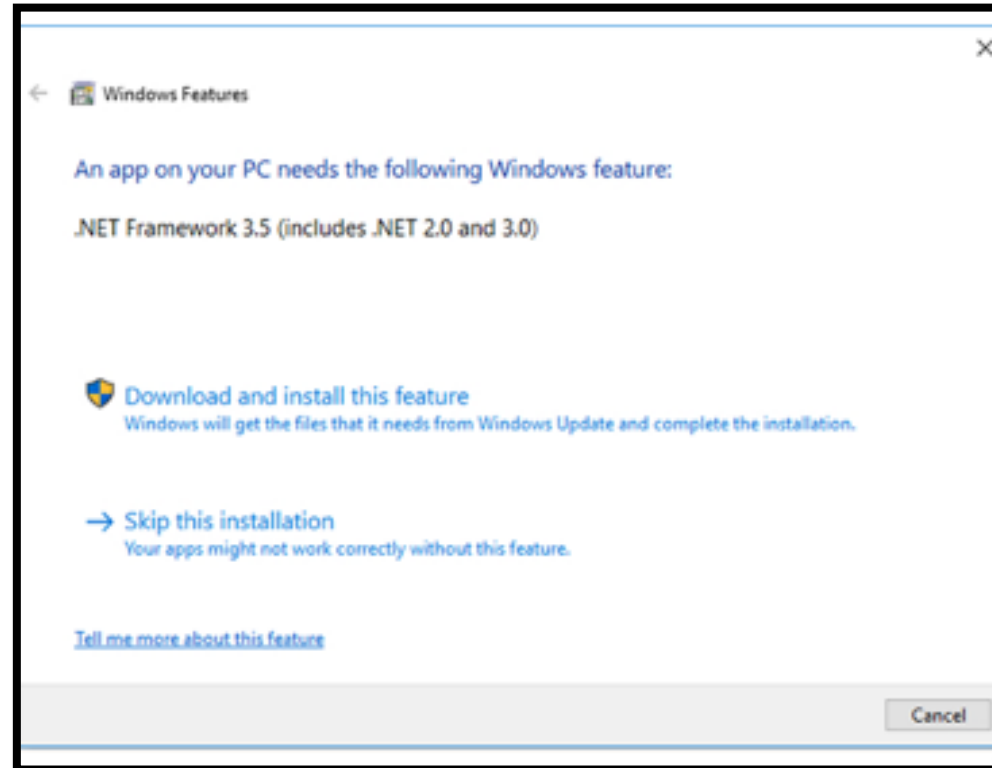 Windows Features
An app on your PC needs the following Windows feature:
.NET Framework 3.5 (includes .NET 2.0 and 3.0)
Download and install this feature
Windows will get the files that it needs from Windows Update and complete the installation.
Skip this installation
Your apps might not work correctly without this feature.
Tell me more about this feature
Cancel